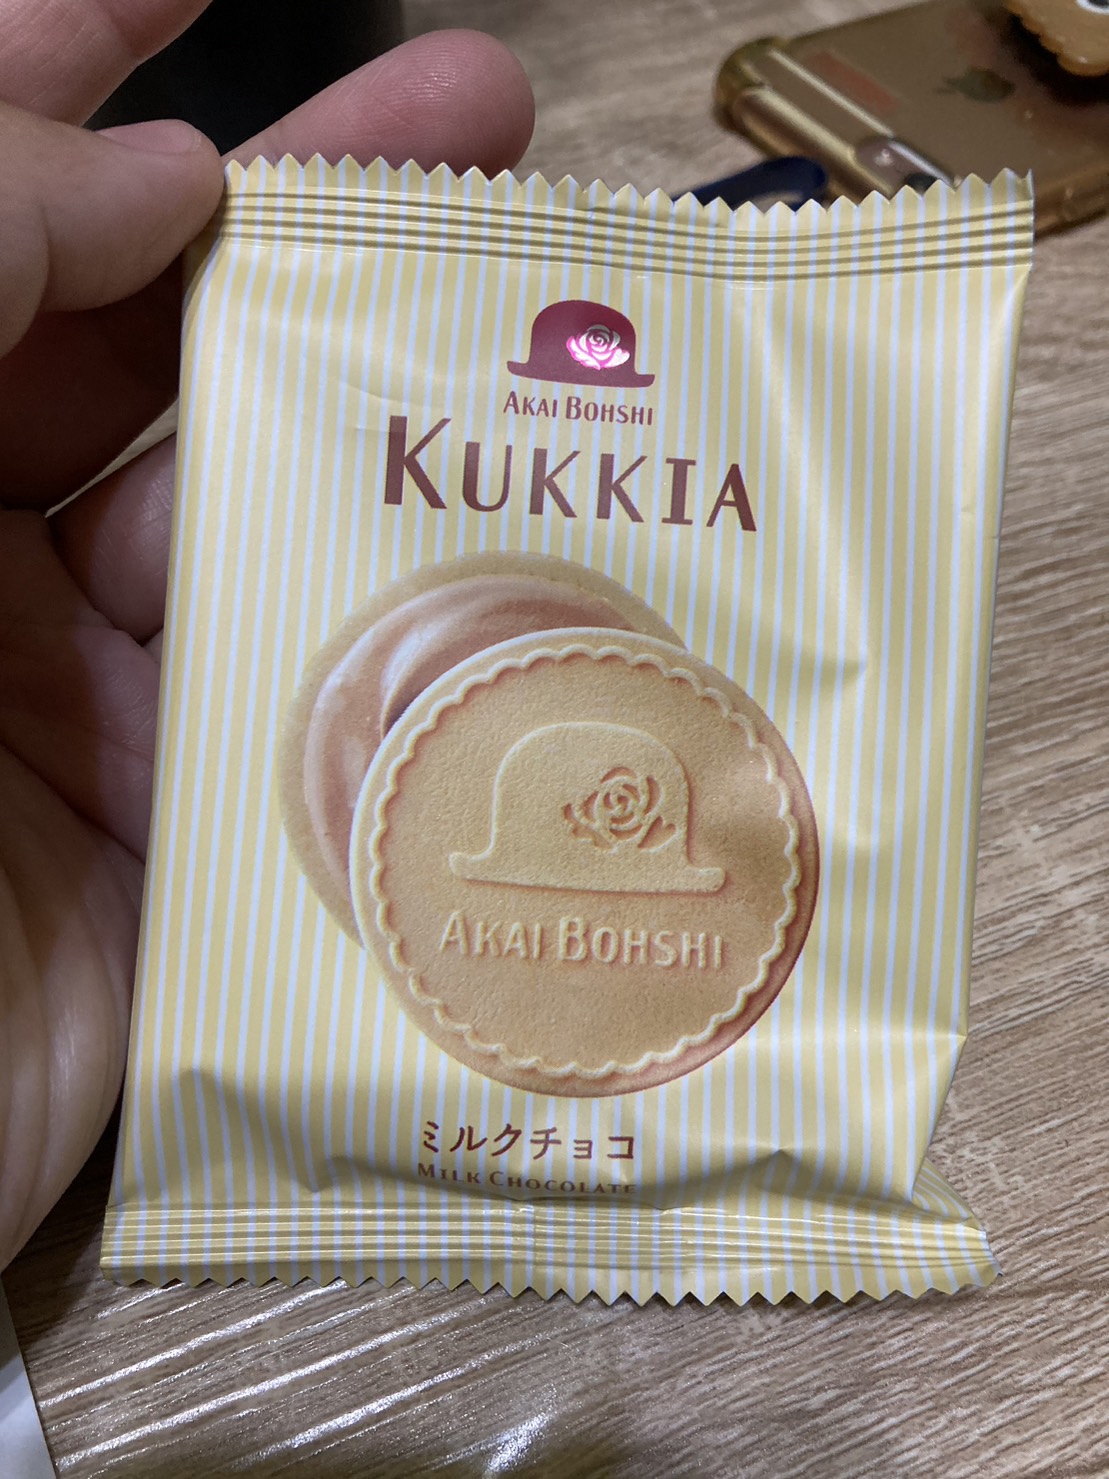 AKAI BOHSHI
KUKKIA
AKAI BOHSHI
ミルクチョコ
MILK CHOCOLATE